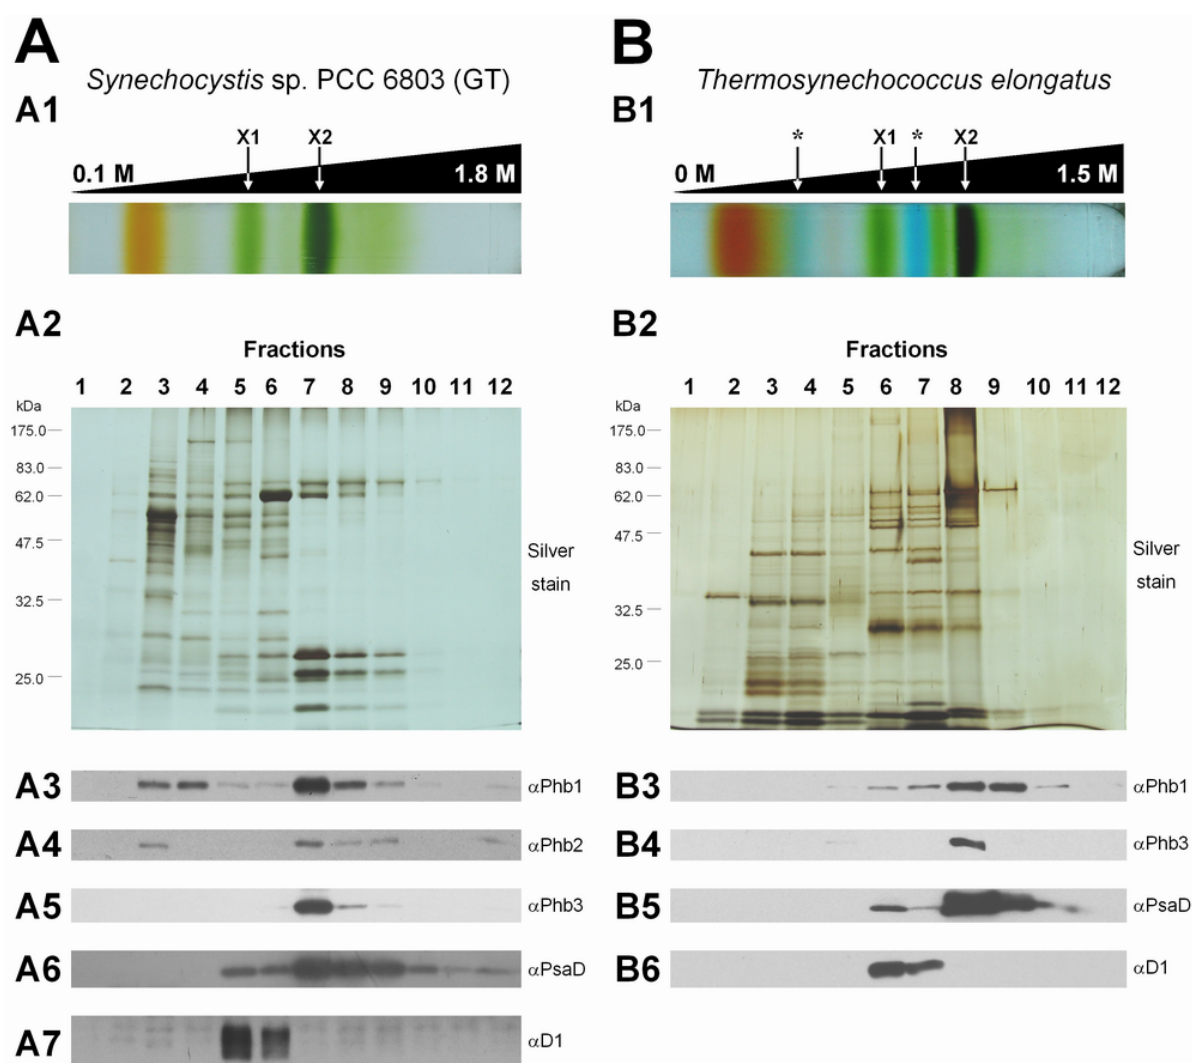 A
Synechocystis sp. PCC 6803 (GT)
A1
X1 X2
0.1 M 1.8 M
A2
Fractions
1 2 3 4 5 6 7 8 9 10 11 12
kDa
175.0
83.0
62.0
47.5
32.5
25.0
Silver
stain
A3 αPhb1
A4 αPhb2
A5 αPhb3
A6 αPsaD
A7 αD1
B
Thermosynechococcus elongatus
B1
* X1 * X2
0 M 1.5 M
B2
Fractions
1 2 3 4 5 6 7 8 9 10 11 12
kDa
175.0
83.0
62.0
47.5
32.5
25.0
Silver
stain
B3 αPhb1
B4 αPhb3
B5 αPsaD
B6 αD1